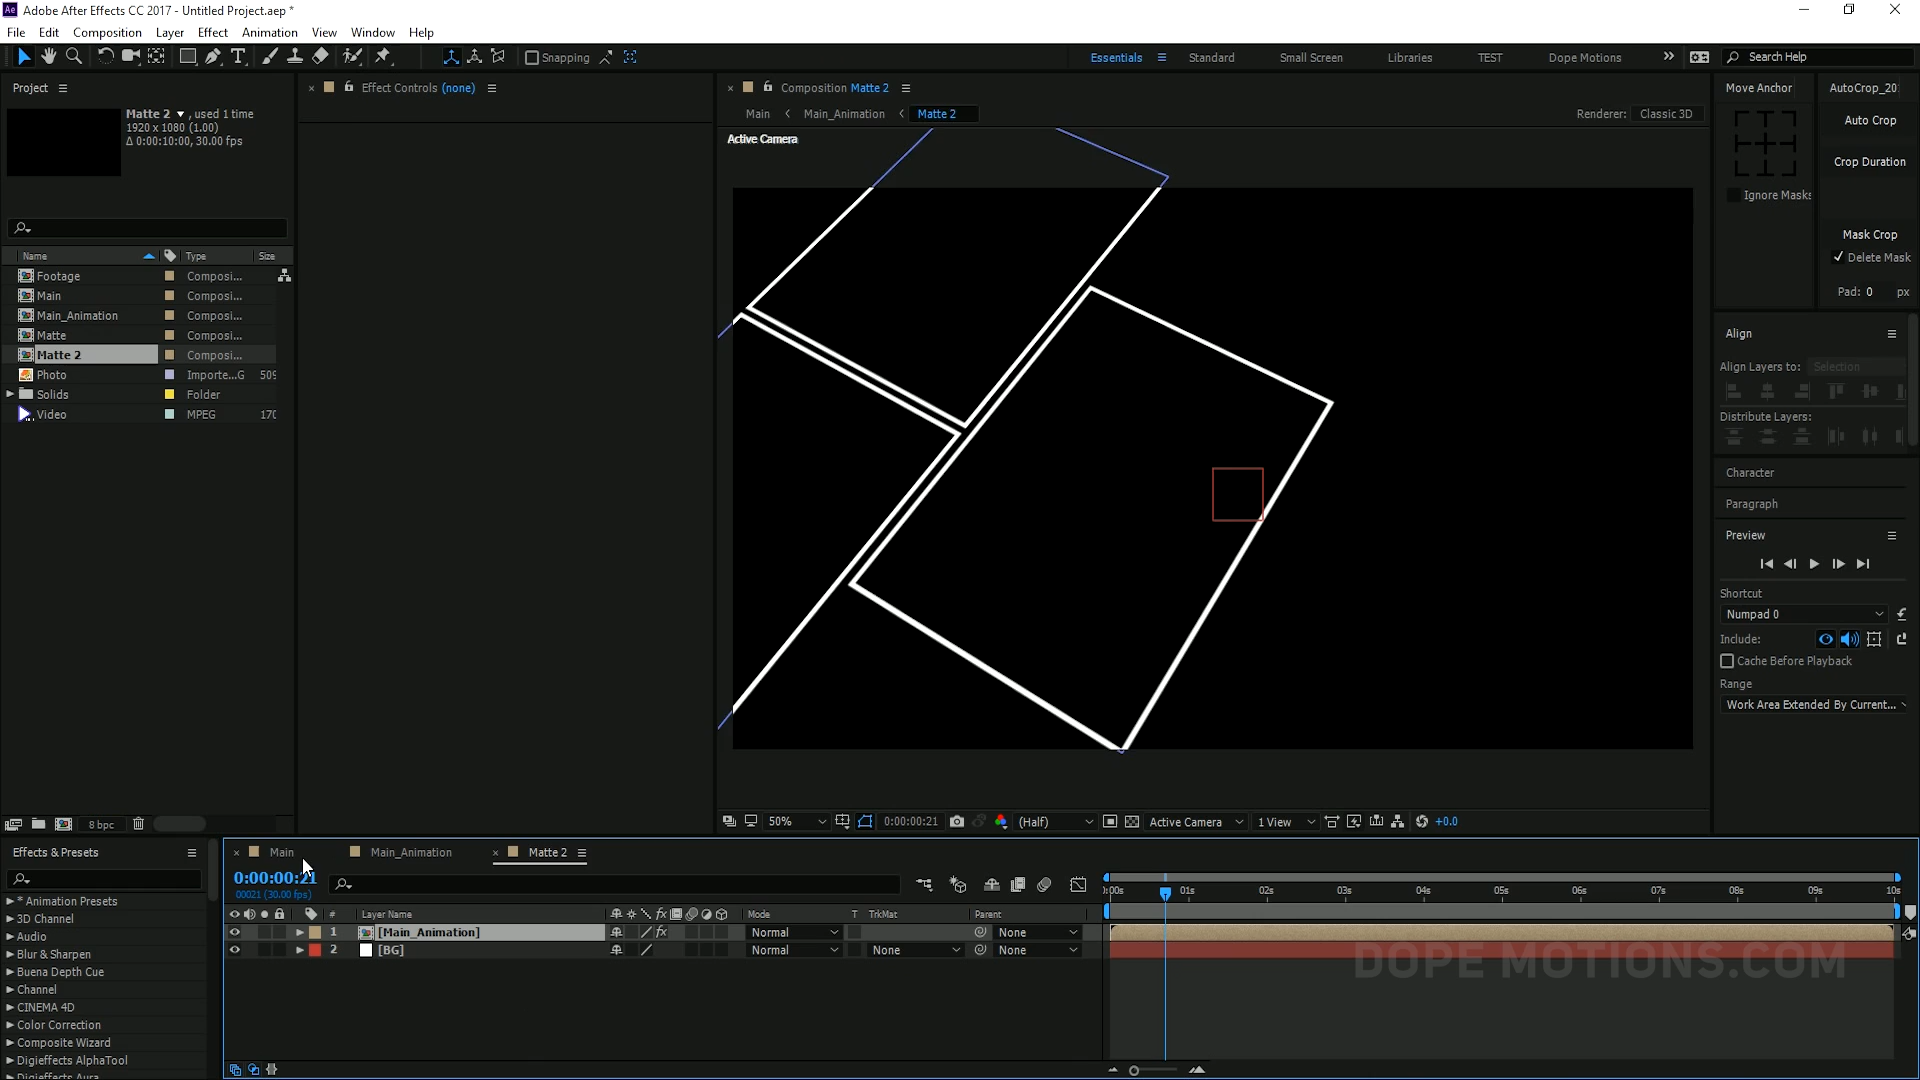 Ae Adobe After Effects CC 2017 - Untitled Project.aep *
File Edit Composition Layer Effect Animation View Window Help
Snapping Essentials Standard Small Screen Libraries TEST Dope Motions Search Help
Project
Matte 2 , used 1 time
1920 x 1080 (1.00)
Δ 0:00:10:00, 30.00 fps
Name Type Size
Footage Composi...
Main Composi...
Main_Animation Composi...
Matte Composi...
Matte 2 Composi...
Photo Importe...G 509
Solids Folder
Video MPEG 170
8 bpc
Effect Controls (none)
Composition Matte 2
Main Main_Animation Matte 2
Renderer: Classic 3D
Active Camera
50% 0:00:00:21 (Half) Active Camera 1 View +0.0
Move Anchor
Ignore Masks
AutoCrop_20
Auto Crop
Crop Duration
Mask Crop
Delete Mask
Pad: 0 px
Align
Align Layers to: Selection
Distribute Layers:
Character
Paragraph
Preview
Shortcut
Numpad 0
Include:
Cache Before Playback
Range
Work Area Extended By Current...
Effects & Presets
* Animation Presets
3D Channel
Audio
Blur & Sharpen
Buena Depth Cue
Channel
CINEMA 4D
Color Correction
Composite Wizard
Digieffects AlphaTool
Digieffects Aura
Main Main_Animation Matte 2
0:00:00:21
00021 (30.00 fps)
# Layer Name Mode T TrkMat Parent
1 [Main_Animation] Normal None
2 [BG] Normal None None
):00s 01s 02s 03s 04s 05s 06s 07s 08s 09s 10s
DOPE MOTIONS.COM